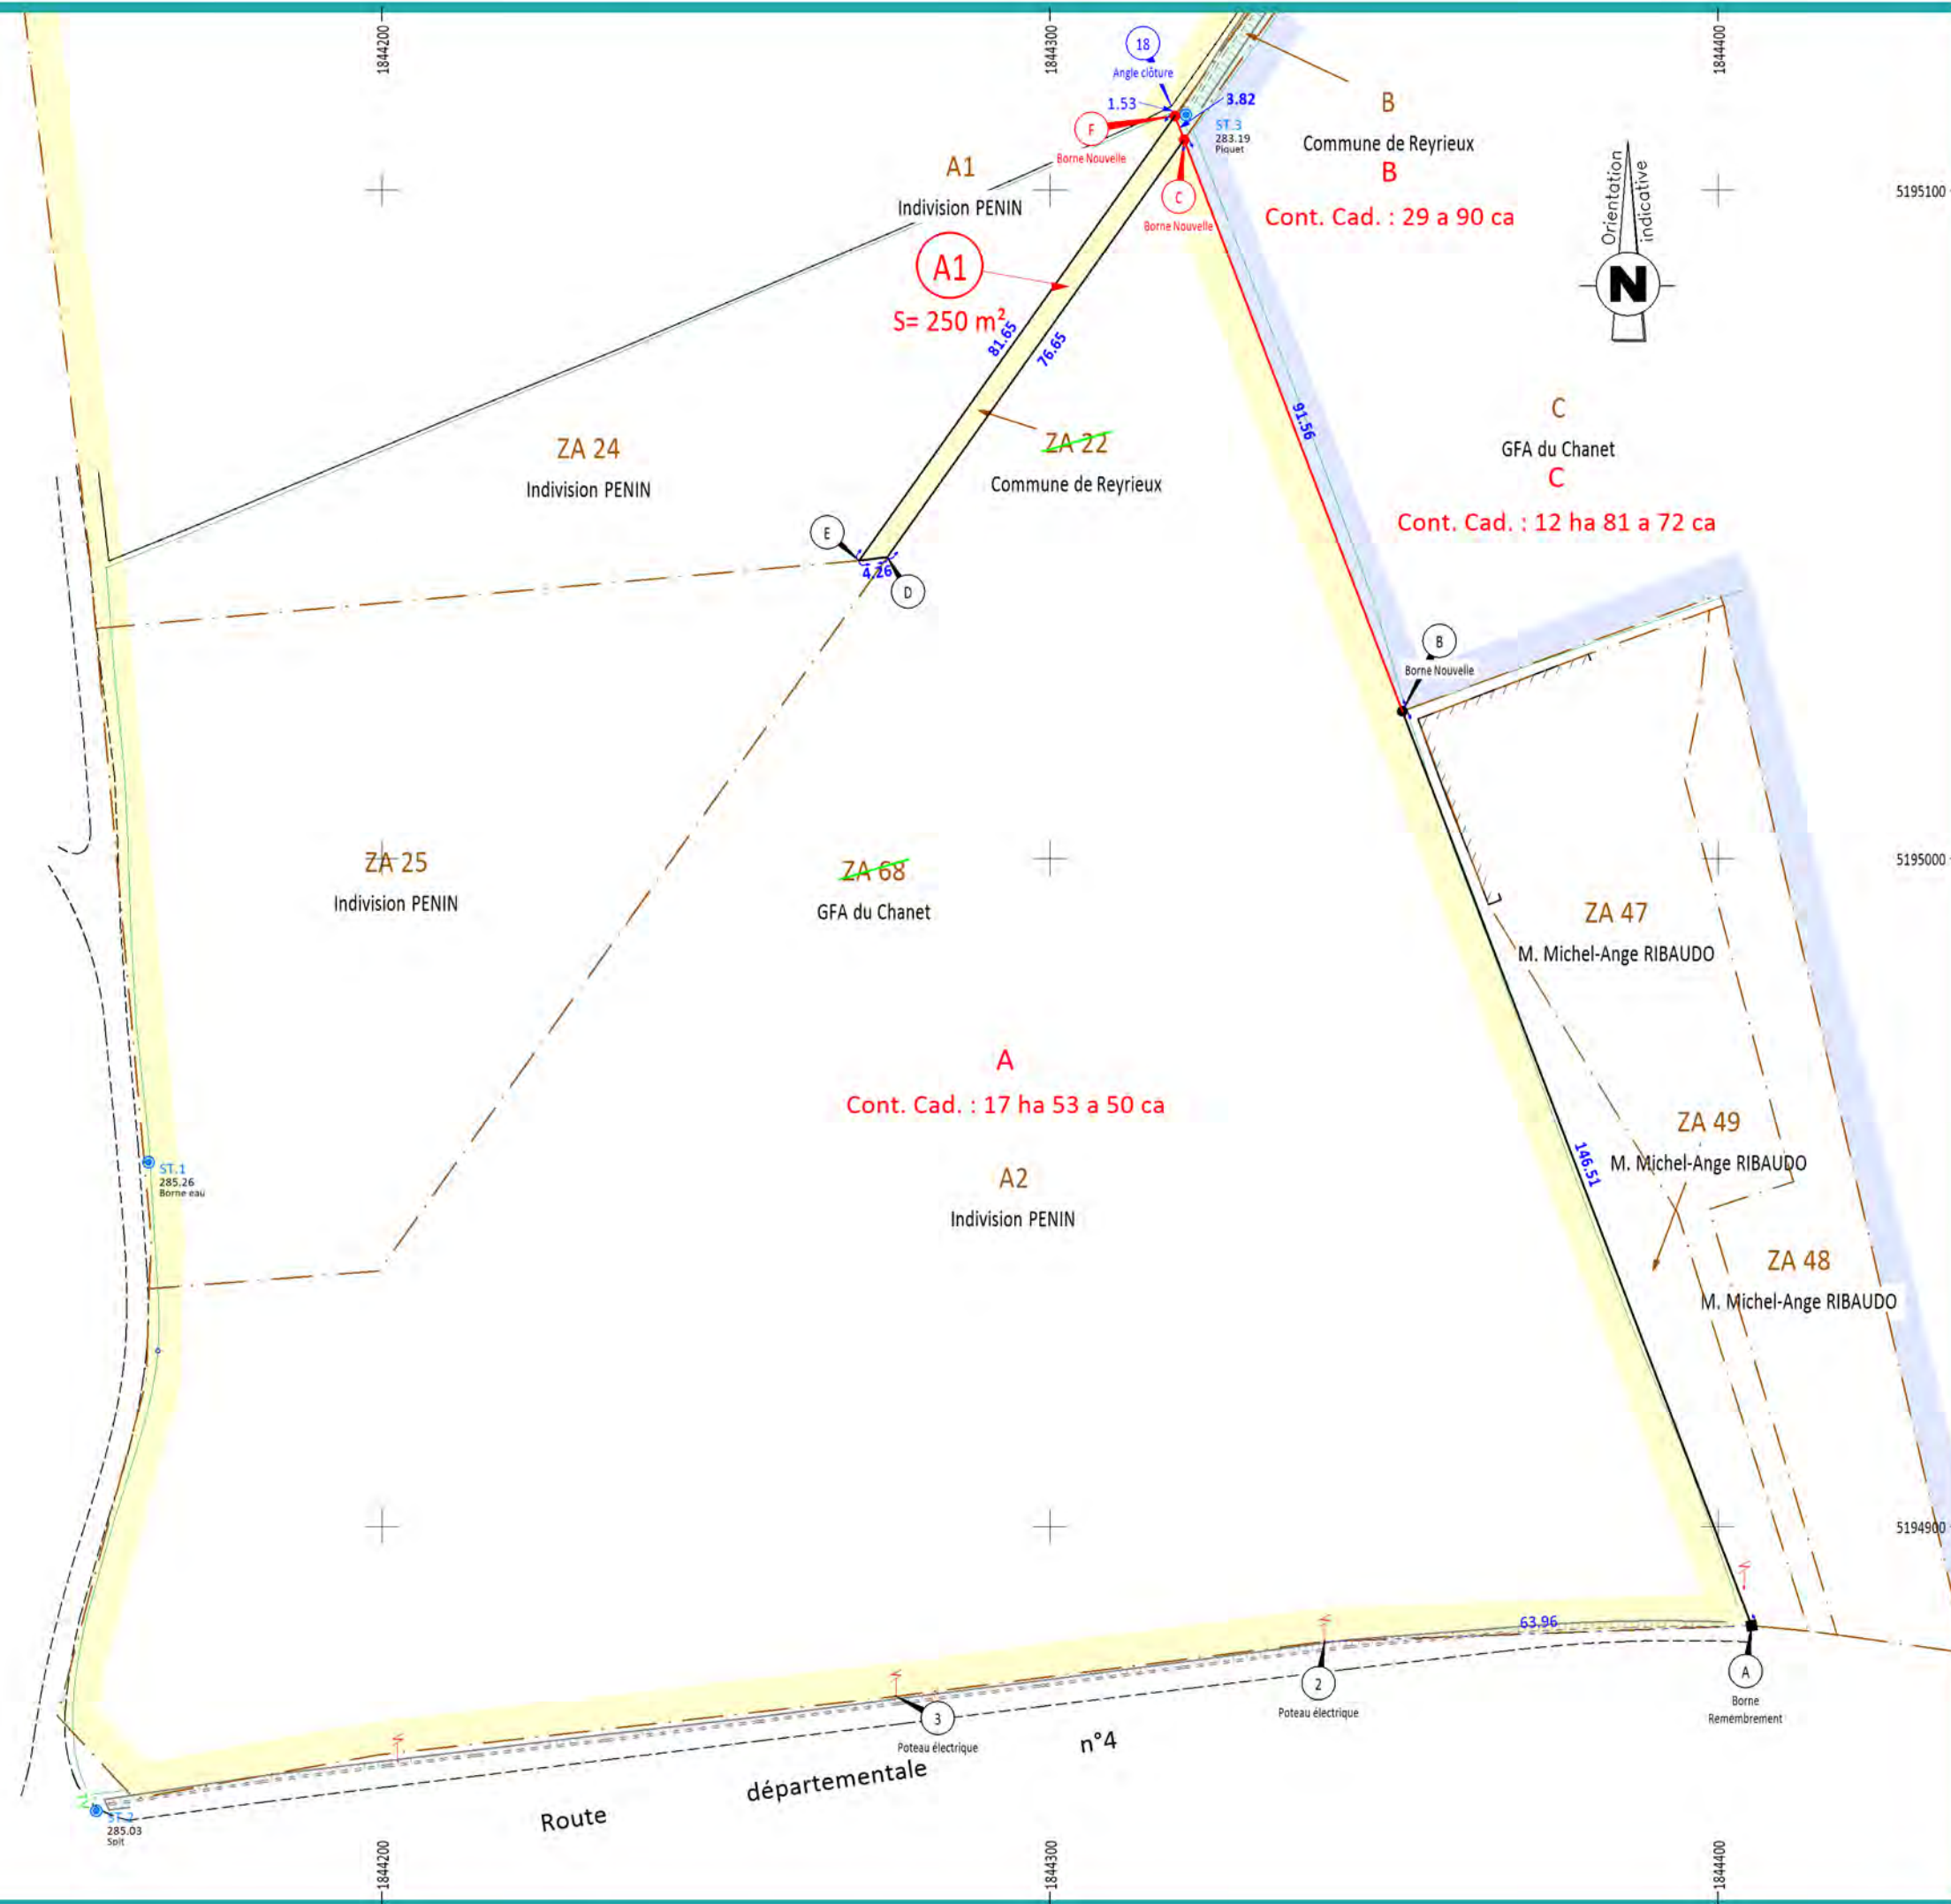 1844200
1844300
1844400
18
Angle clôture
1.53
3.82
F
Borne Nouvelle
ST.3
283.19
Piquet
C
Borne Nouvelle
B
Commune de Reyrieux
B
Cont. Cad. : 29 a 90 ca
Orientation
indicative
N
5195100
A1
Indivision PENIN
A1
S= 250 m²
81.65
76.65
91.56
ZA 24
Indivision PENIN
ZA 22
Commune de Reyrieux
C
GFA du Chanet
C
Cont. Cad. : 12 ha 81 a 72 ca
E
4.26
D
B
Borne Nouvelle
ZA 25
Indivision PENIN
ZA 68
GFA du Chanet
5195000
ZA 47
M. Michel-Ange RIBAUDO
A
Cont. Cad. : 17 ha 53 a 50 ca
ZA 49
M. Michel-Ange RIBAUDO
146.51
ST.1
285.26
Borne eau
A2
Indivision PENIN
ZA 48
M. Michel-Ange RIBAUDO
5194900
63.96
A
Borne
Remembrement
2
Poteau électrique
3
Poteau électrique
Route départementale n°4
ST.2
285.03
Spit
1844200
1844300
1844400